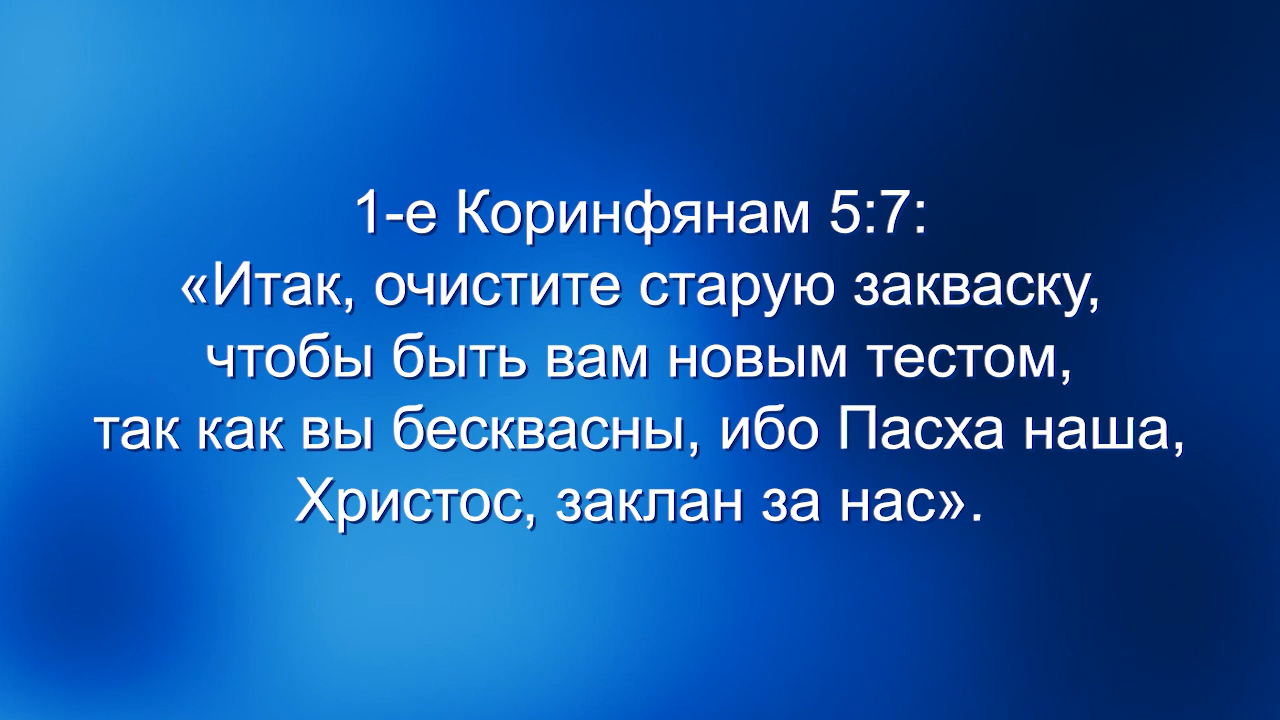 1-е Коринфянам 5:7:
«Итак, очистите старую закваску,
чтобы быть вам новым тестом,
так как вы бесквасны, ибо Пасха наша,
Христос, заклан за нас».